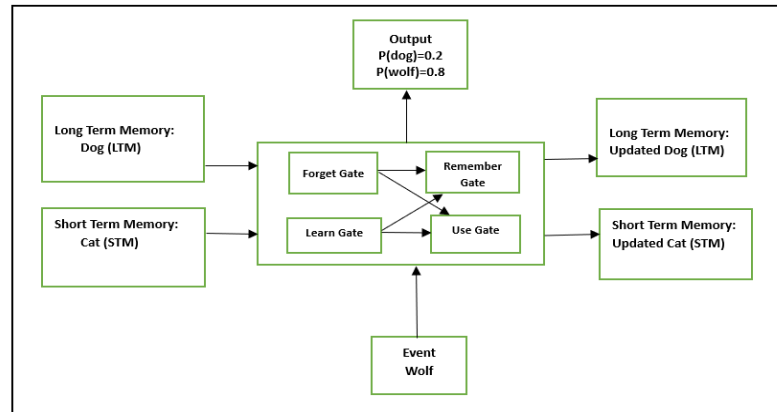 Output
P(dog)=0.2
P(wolf)=0.8
Long Term Memory:
Dog (LTM)
Long Term Memory:
Updated Dog (LTM)
Forget Gate
Remember
Gate
Short Term Memory:
Cat (STM)
Learn Gate
Use Gate
Short Term Memory:
Updated Cat (STM)
Event
Wolf